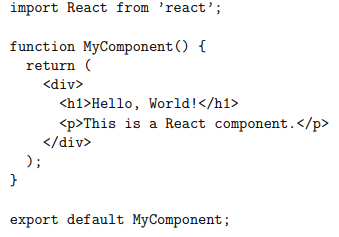 import React from ’react’;
function MyComponent() {
  return (
    <div>
      <h1>Hello, World!</h1>
      <p>This is a React component.</p>
    </div>
  );
}
export default MyComponent;